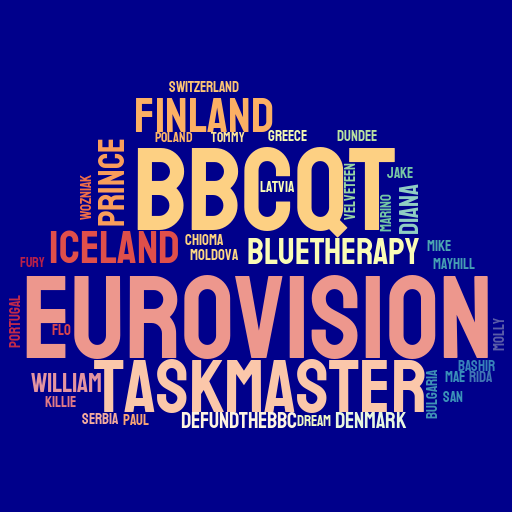 SWITZERLAND
FINLAND
POLAND
TOMMY
GREECE
DUNDEE
BBCQT
LATVIA
WOZNIAK
PRINCE
VELVETEEN
MARINO
JAKE
DIANA
ICELAND
CHIOMA
MOLDOVA
BLUETHERAPY
MIKE
MAYHILL
FURY
EUROVISION
PORTUGAL
FLO
MOLLY
WILLIAM
TASKMASTER
BASHIR
MAE
RIDA
KILLIE
BULGARIA
SAN
SERBIA
PAUL
DEFUNDTHEBBC
DREAM
DENMARK